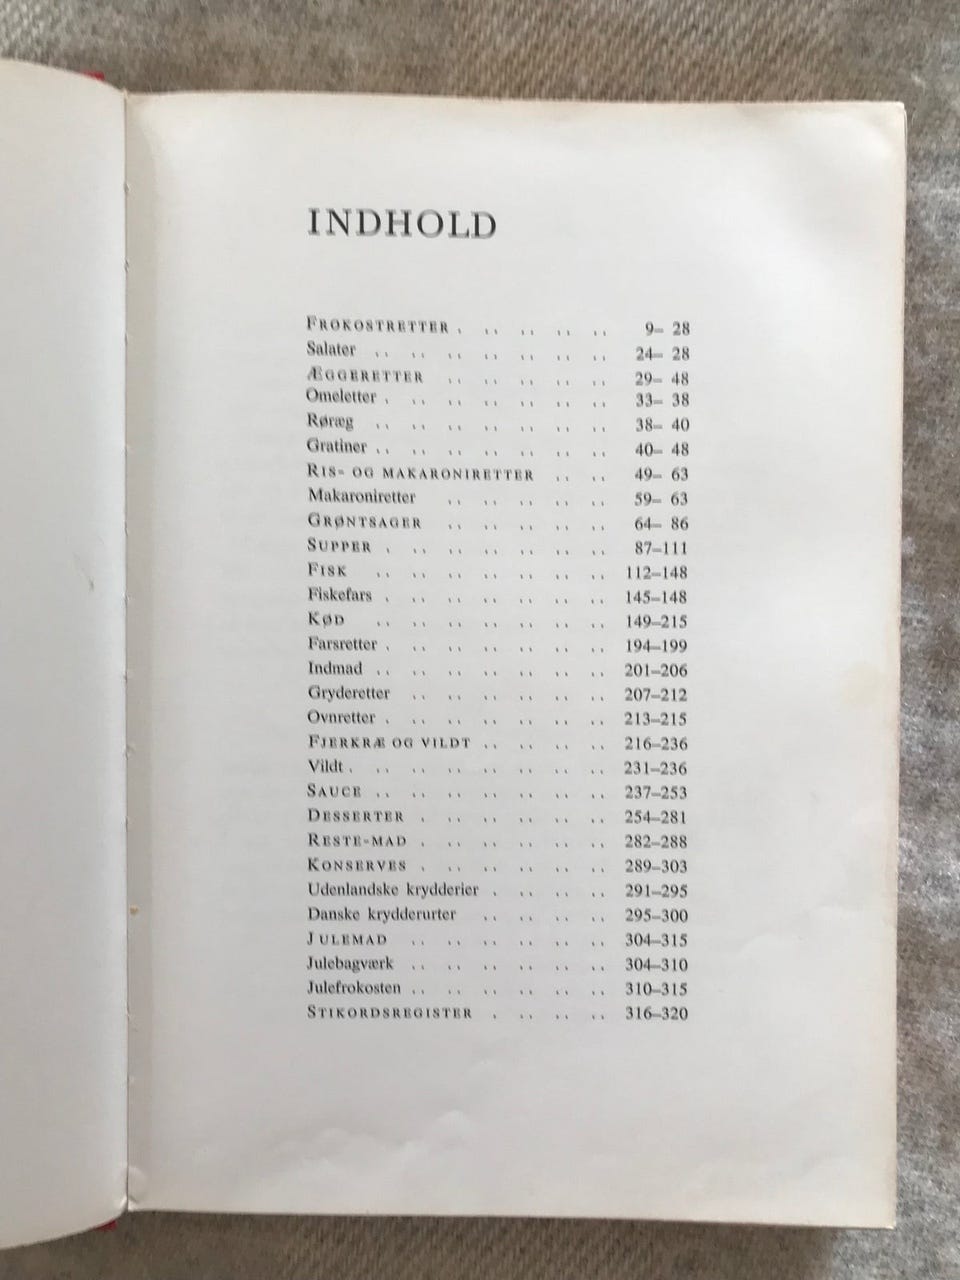 INDHOLD
FROKOSTRETTER . .. .. .. .. 9– 28
Salater .. .. .. .. .. .. .. 24– 28
ÆGGERETTER .. .. .. .. .. 29– 48
Omeletter . .. .. .. .. .. .. 33– 38
Røræg .. .. .. .. .. .. .. 38– 40
Gratiner .. .. .. .. .. .. .. 40– 48
RIS- OG MAKARONIRETTER .. .. 49– 63
Makaroniretter .. .. .. .. .. 59– 63
GRØNTSAGER .. .. .. .. .. 64– 86
SUPPER . .. .. .. .. .. .. 87–111
FISK .. .. .. .. .. .. .. 112–148
Fiskefars . .. .. .. .. .. .. 145–148
KØD .. .. .. .. .. .. .. 149–215
Farsretter . .. .. .. .. .. .. 194–199
Indmad .. .. .. .. .. .. .. 201–206
Gryderetter .. .. .. .. .. .. 207–212
Ovnretter . .. .. .. .. .. .. 213–215
FJERKRÆ OG VILDT .. .. .. .. 216–236
Vildt . .. .. .. .. .. .. .. 231–236
SAUCE .. .. .. .. .. .. .. 237–253
DESSERTER . .. .. .. .. .. 254–281
RESTE-MAD . .. .. .. .. .. 282–288
KONSERVES . .. .. .. .. .. 289–303
Udenlandske krydderier . .. .. .. 291–295
Danske krydderurter .. .. .. .. 295–300
JULEMAD .. .. .. .. .. .. 304–315
Julebagværk .. .. .. .. .. .. 304–310
Julefrokosten .. .. .. .. .. .. 310–315
STIKORDSREGISTER . .. .. .. 316–320